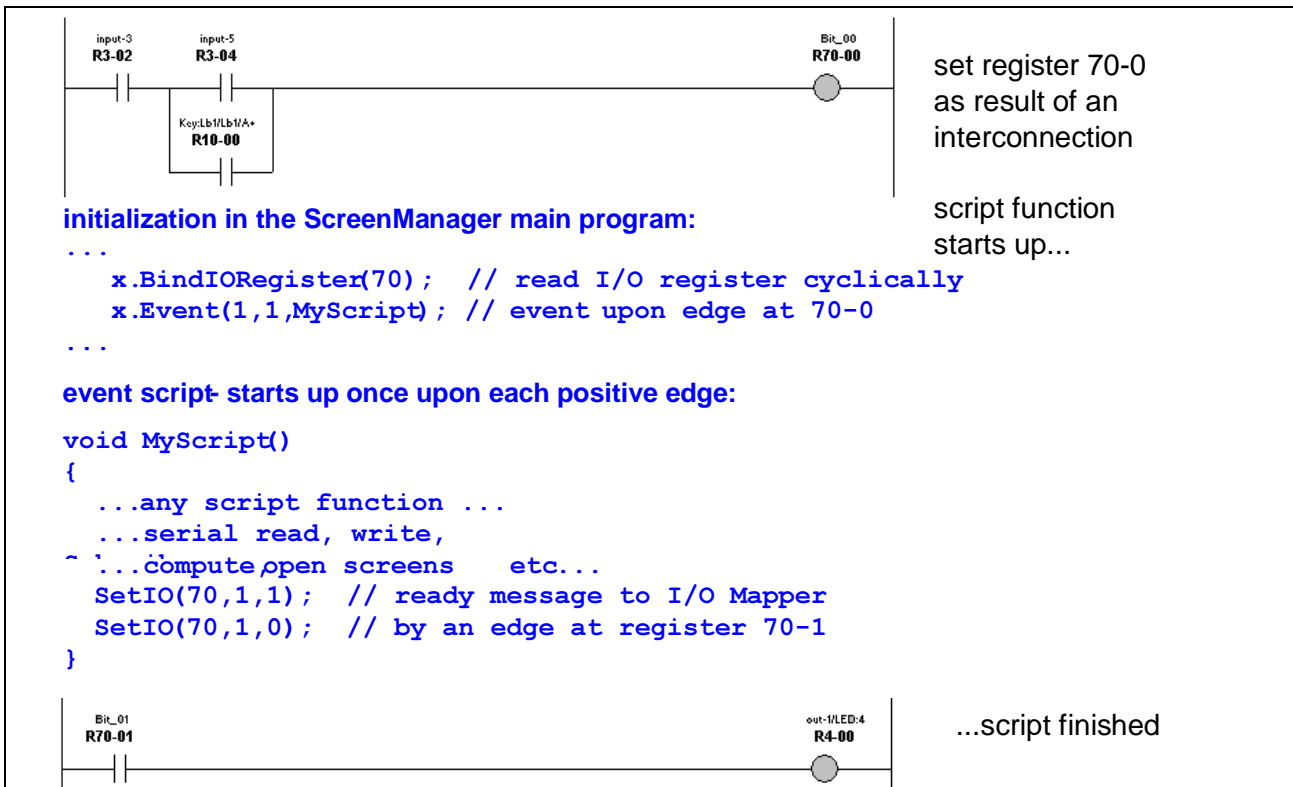 input-3 input-5 Bit_00
R3-02 R3-04 R70-00
Key:Lb1/Lb1/A+
R10-00
set register 70-0
as result of an
interconnection
script function
starts up...
initialization in the ScreenManager main program:
...
x.BindIORegister(70); // read I/O register cyclically
x.Event(1,1,MyScript); // event upon edge at 70-0
...
event script- starts up once upon each positive edge:
void MyScript()
{
...any script function ...
...serial read, write,
...compute,open screens etc...
SetIO(70,1,1); // ready message to I/O Mapper
SetIO(70,1,0); // by an edge at register 70-1
}
Bit_01 out-1/LED:4
R70-01 R4-00
...script finished